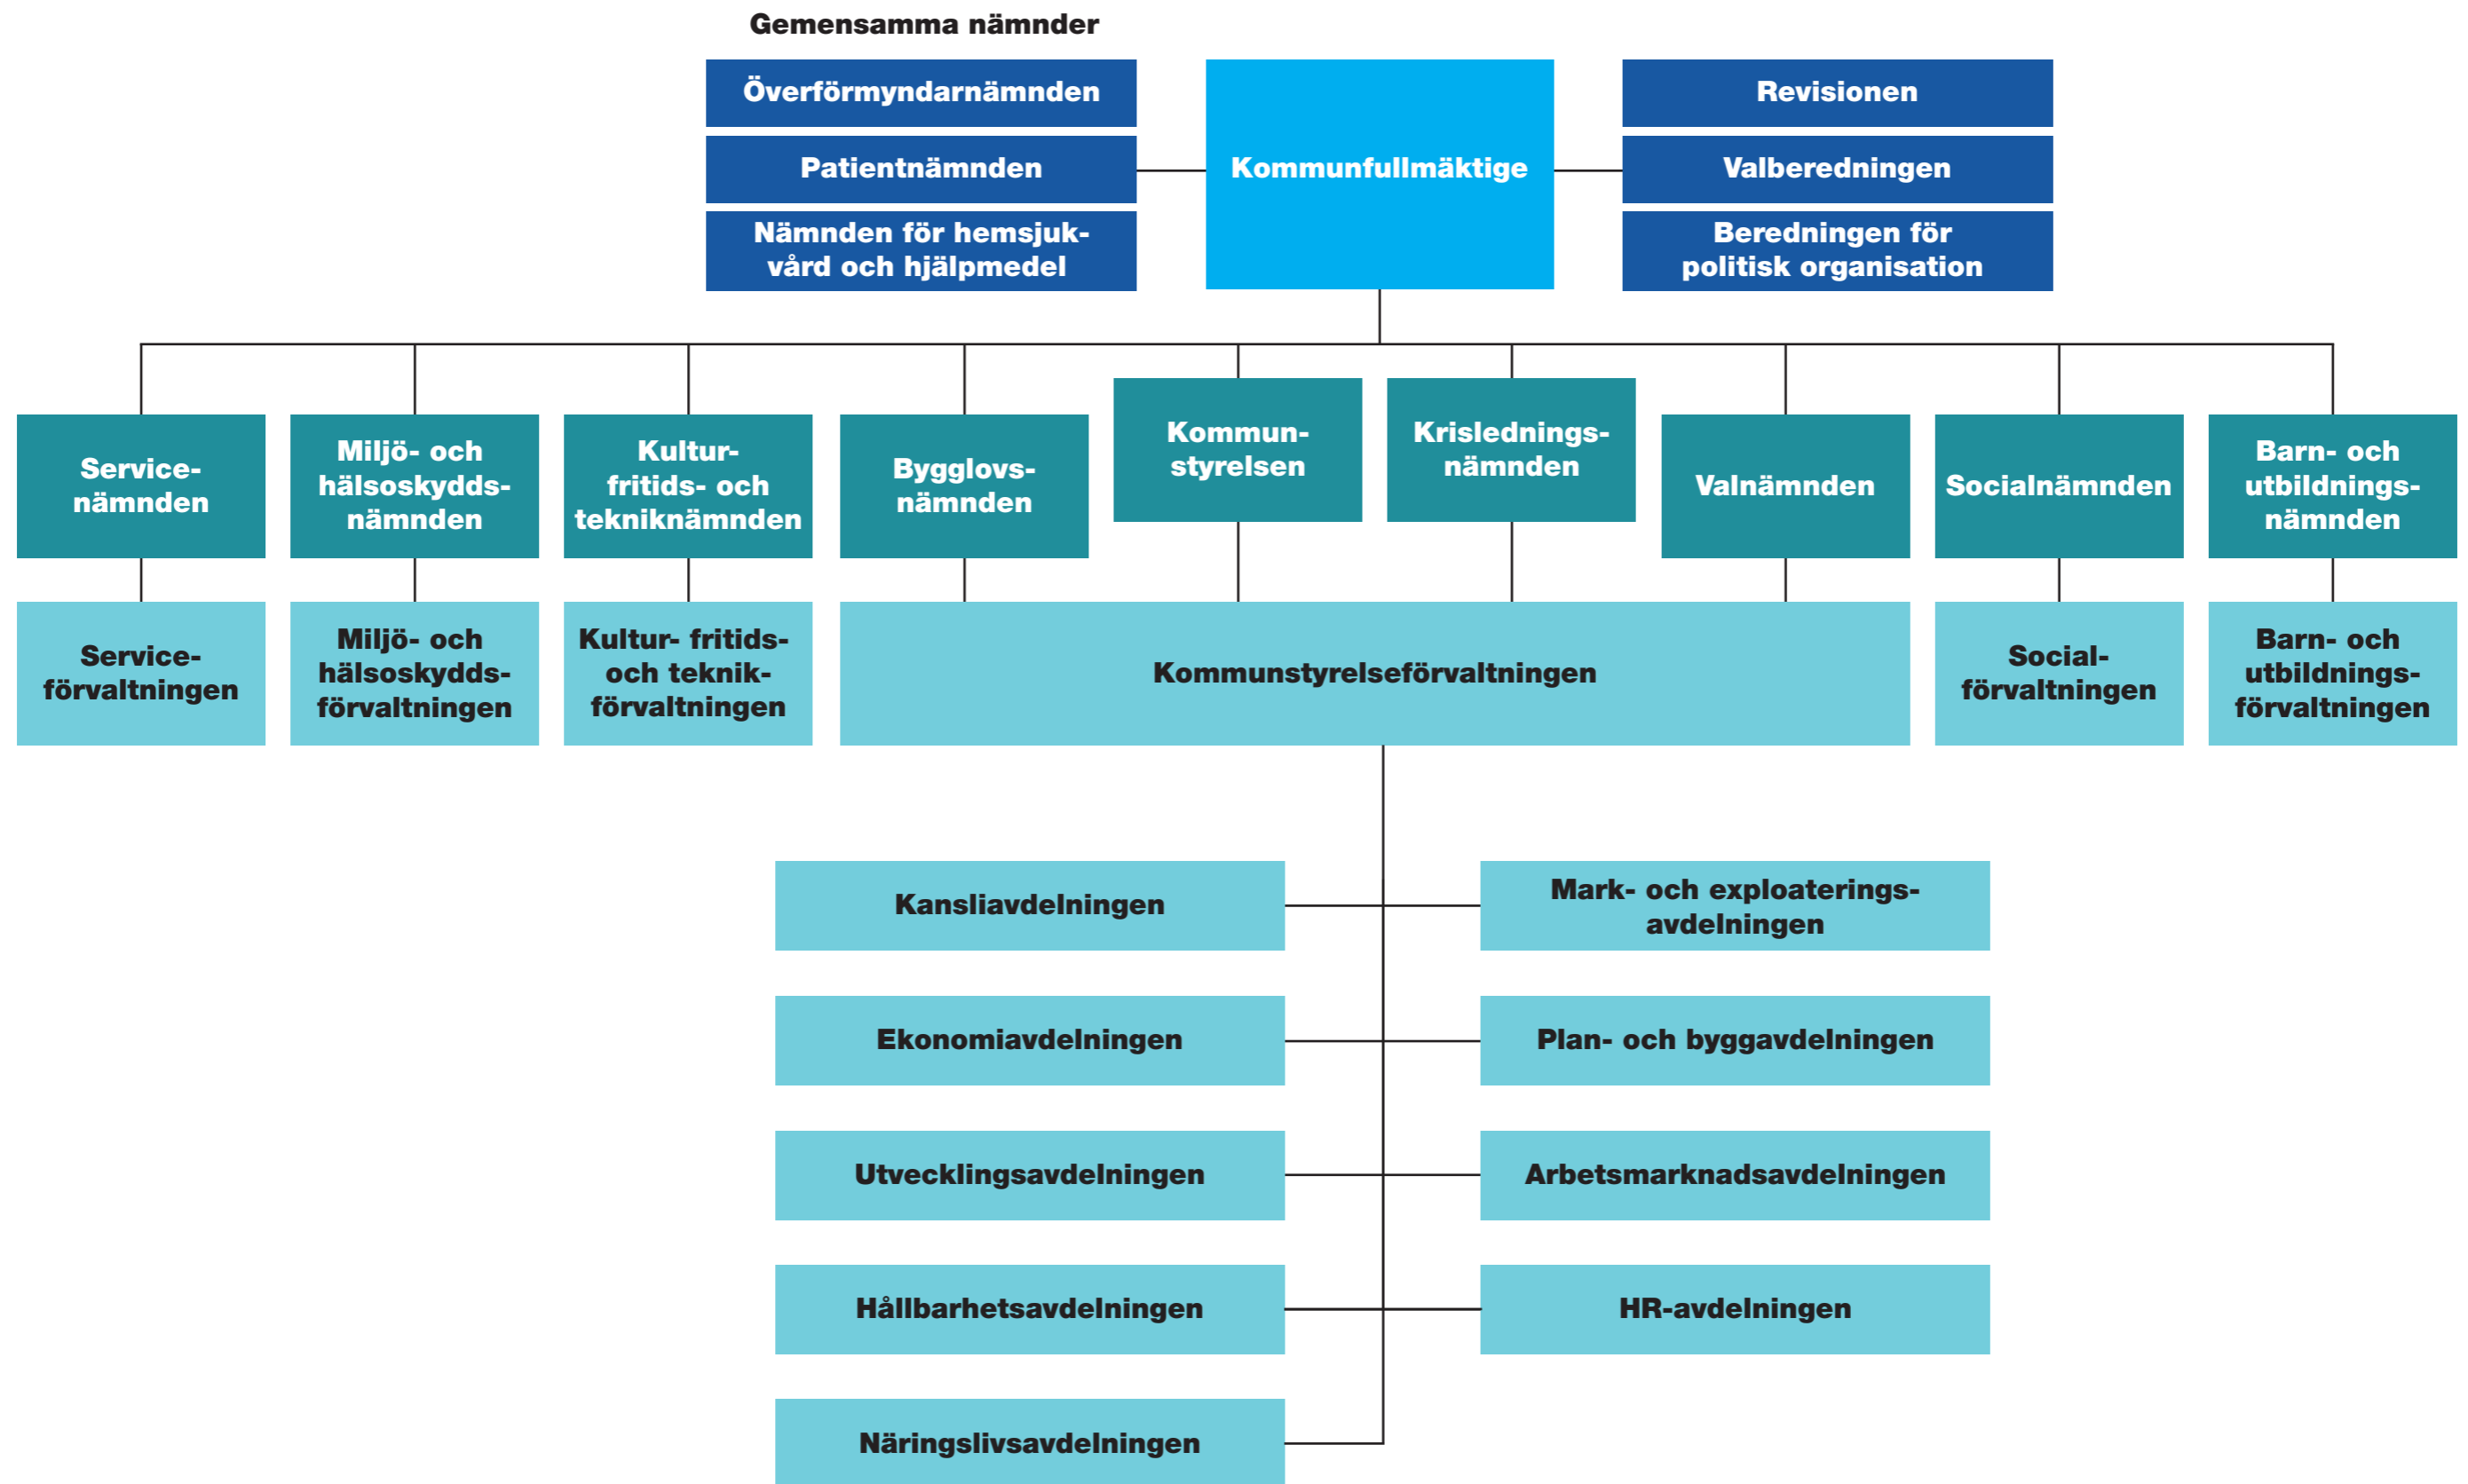 Gemensamma nämnder
Överförmyndarnämnden
Patientnämnden
Nämnden för hemsjuk-
vård och hjälpmedel
Kommunfullmäktige
Revisionen
Valberedningen
Beredningen för
politisk organisation
Service-
nämnden
Miljö- och
hälsoskydds-
nämnden
Kultur-
fritids- och
tekniknämnden
Bygglovs-
nämnden
Kommun-
styrelsen
Krislednings-
nämnden
Valnämnden
Socialnämnden
Barn- och
utbildnings-
nämnden
Service-
förvaltningen
Miljö- och
hälsoskydds-
förvaltningen
Kultur- fritids-
och teknik-
förvaltningen
Kommunstyrelseförvaltningen
Social-
förvaltningen
Barn- och
utbildnings-
förvaltningen
Kansliavdelningen
Mark- och exploaterings-
avdelningen
Ekonomiavdelningen
Plan- och byggavdelningen
Utvecklingsavdelningen
Arbetsmarknadsavdelningen
Hållbarhetsavdelningen
HR-avdelningen
Näringslivsavdelningen